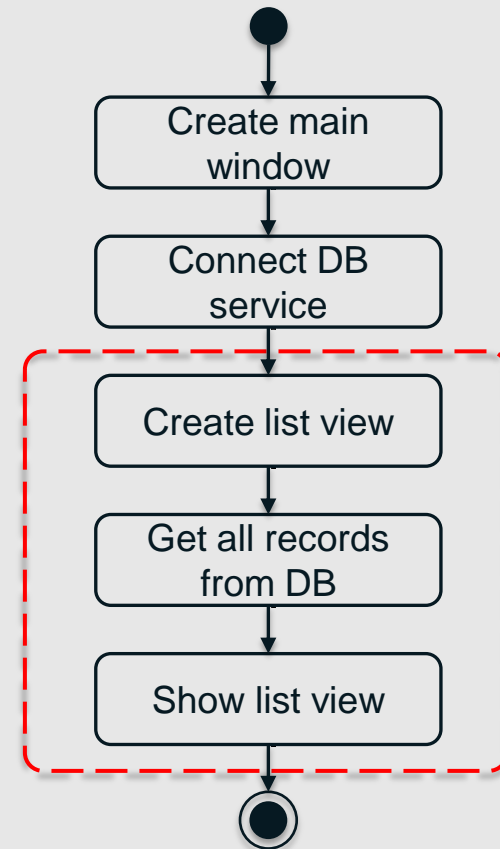 Create main
window
Connect DB
service
Create list view
Get all records
from DB
Show list view